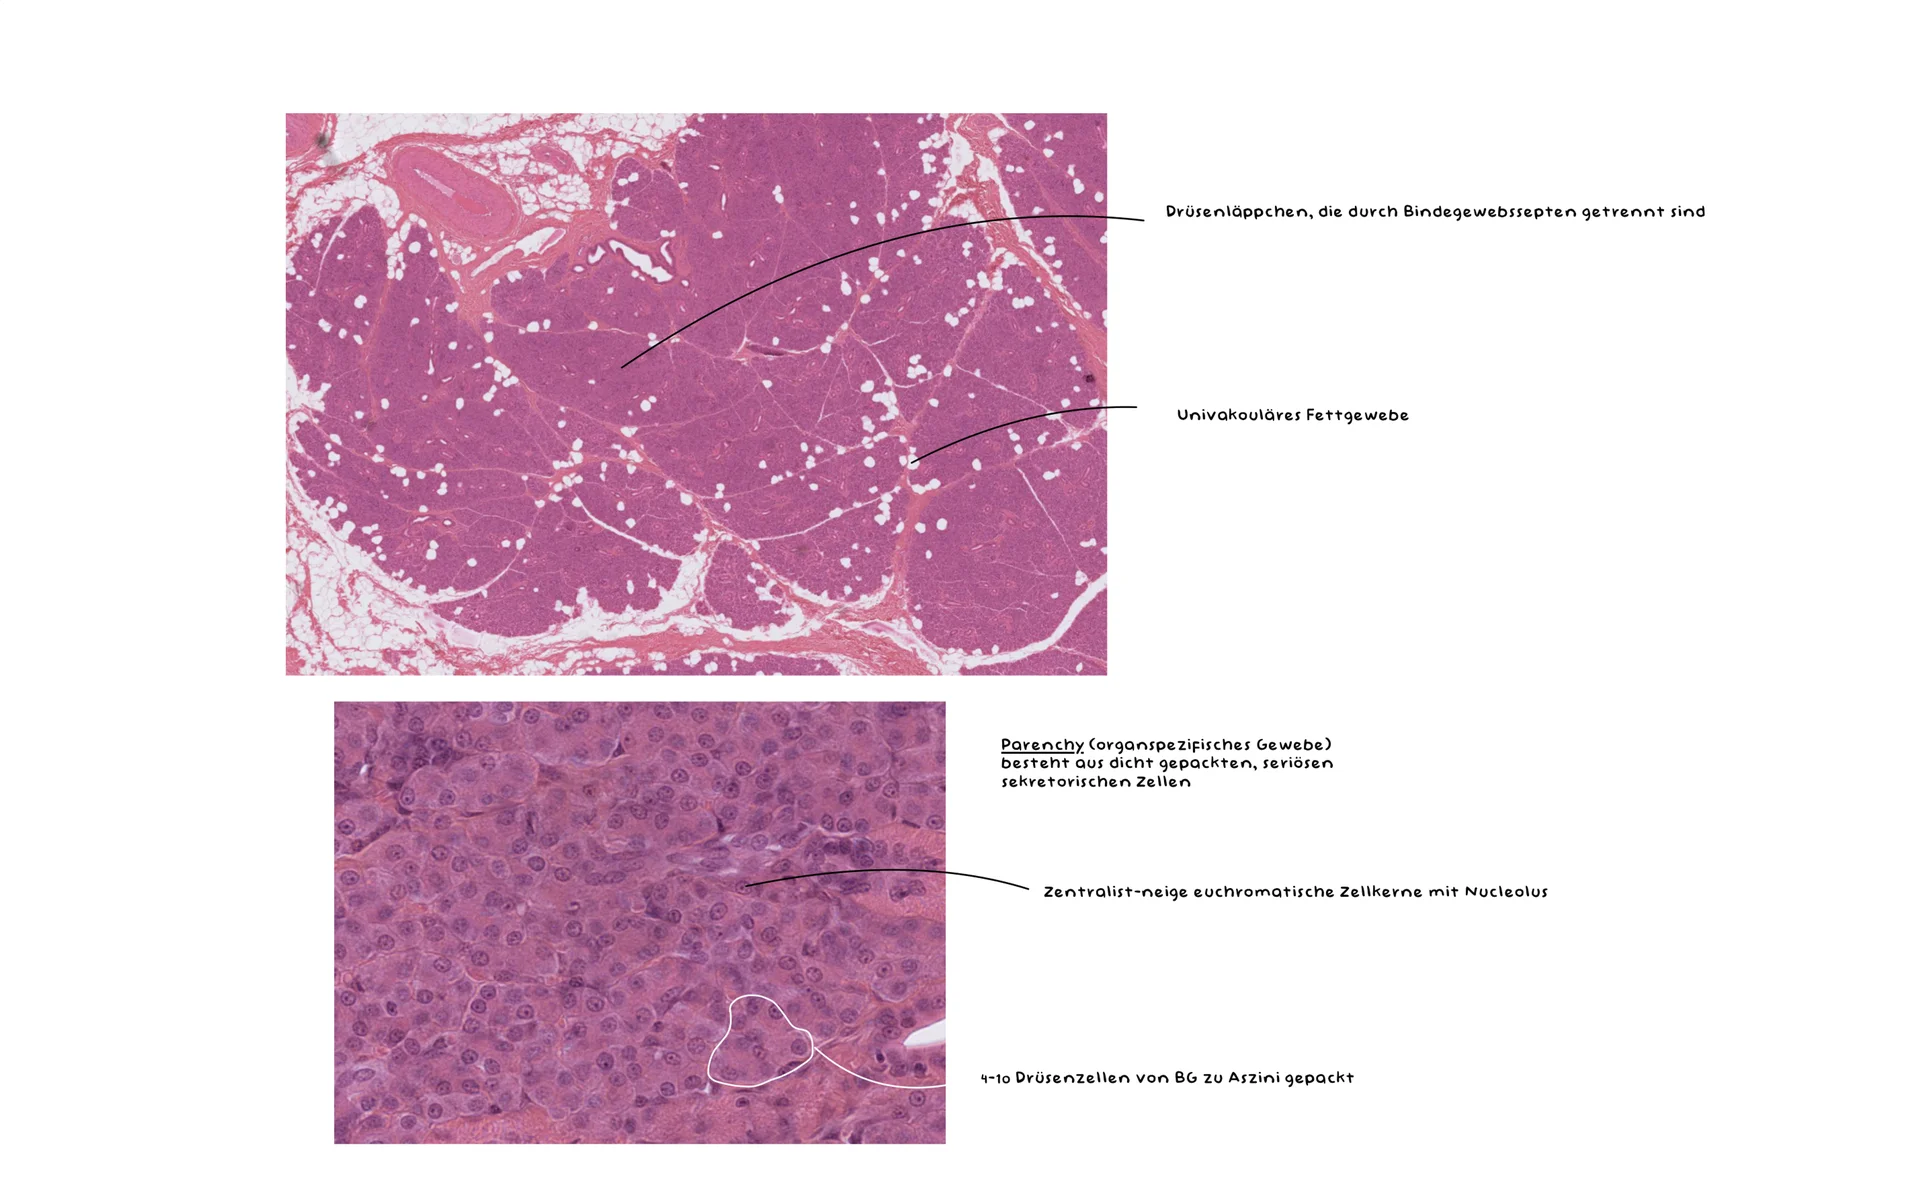 Drüsenläppchen, die durch Bindegewebssepten getrennt sind
Univakouläres Fettgewebe
Parenchy (organspezifisches Gewebe)
besteht aus dicht gepackten, seriösen
sekretorischen Zellen
Zentralist-neige euchromatische Zellkerne mit Nucleolus
4-10 Drüsenzellen von BG zu Aszini gepackt